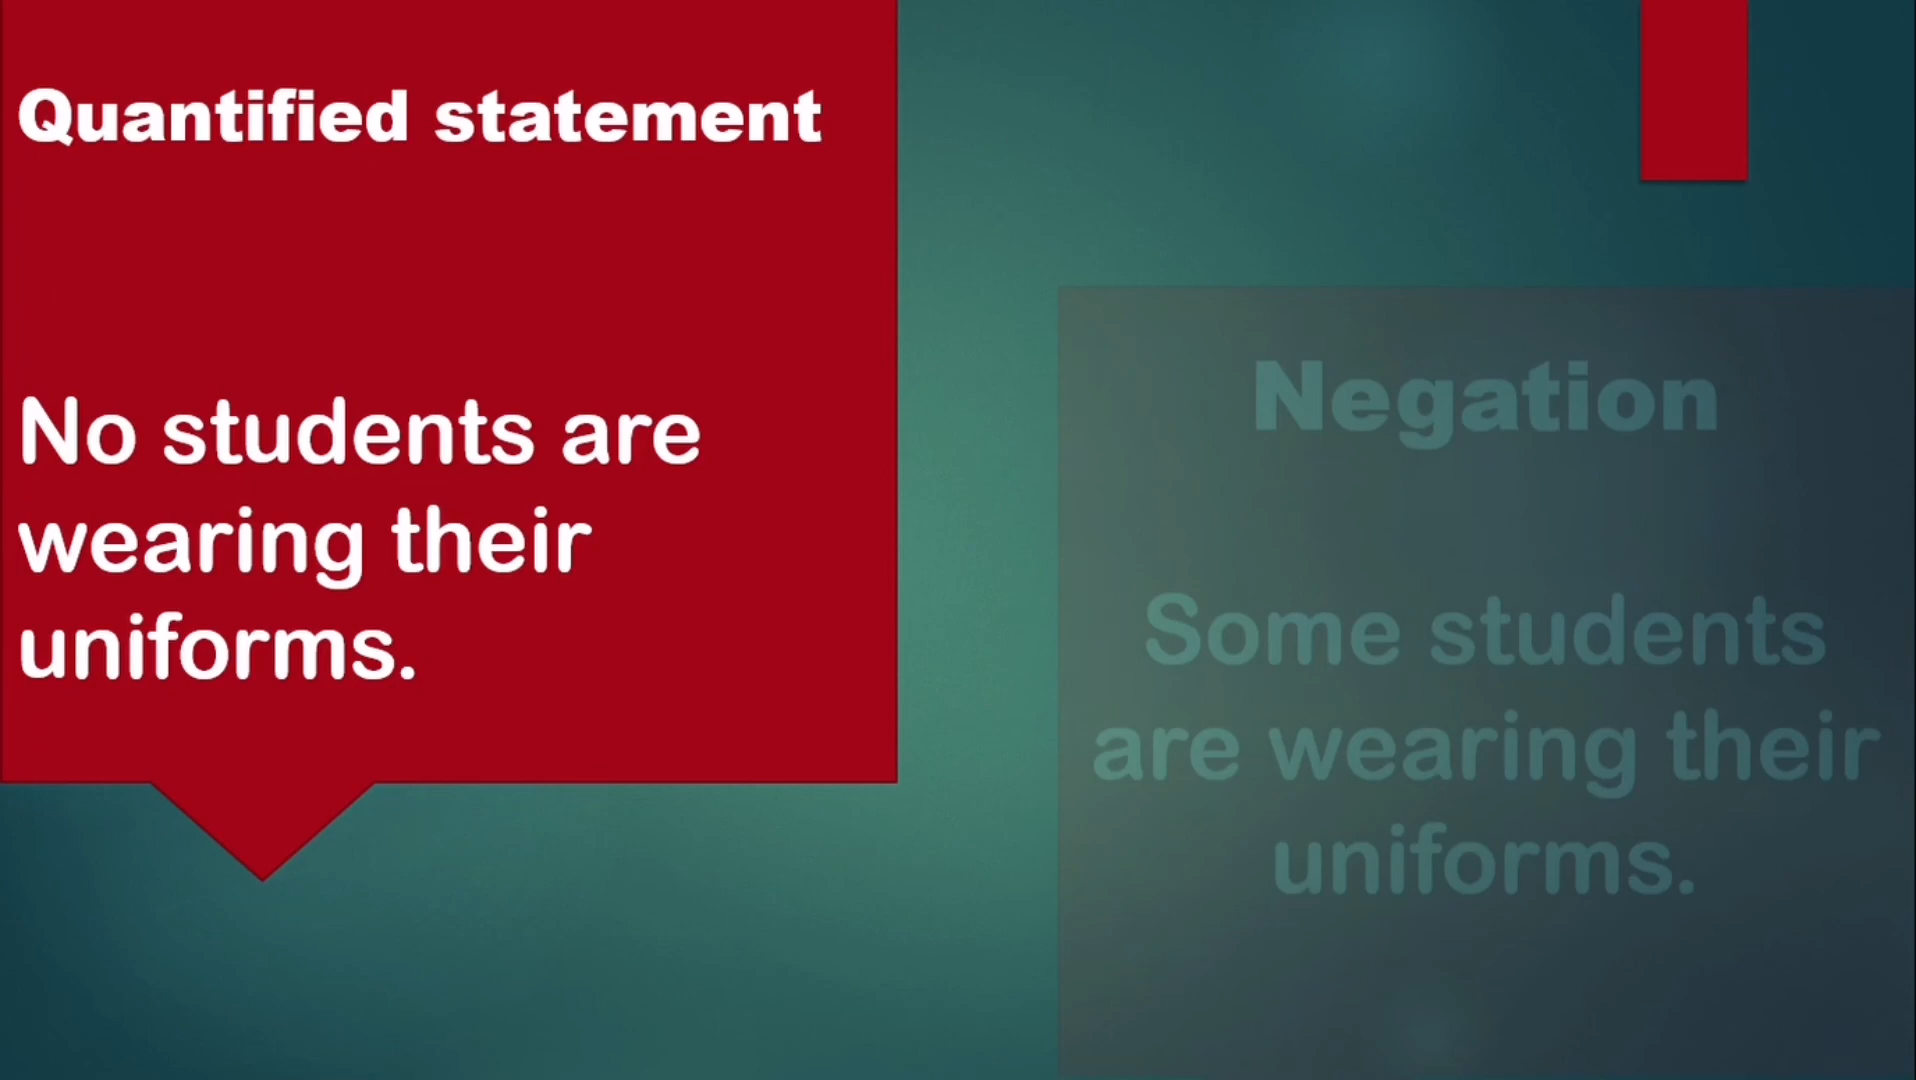 Quantified statement
No students are
wearing their
uniforms.
Negation
Some students
are wearing their
uniforms.